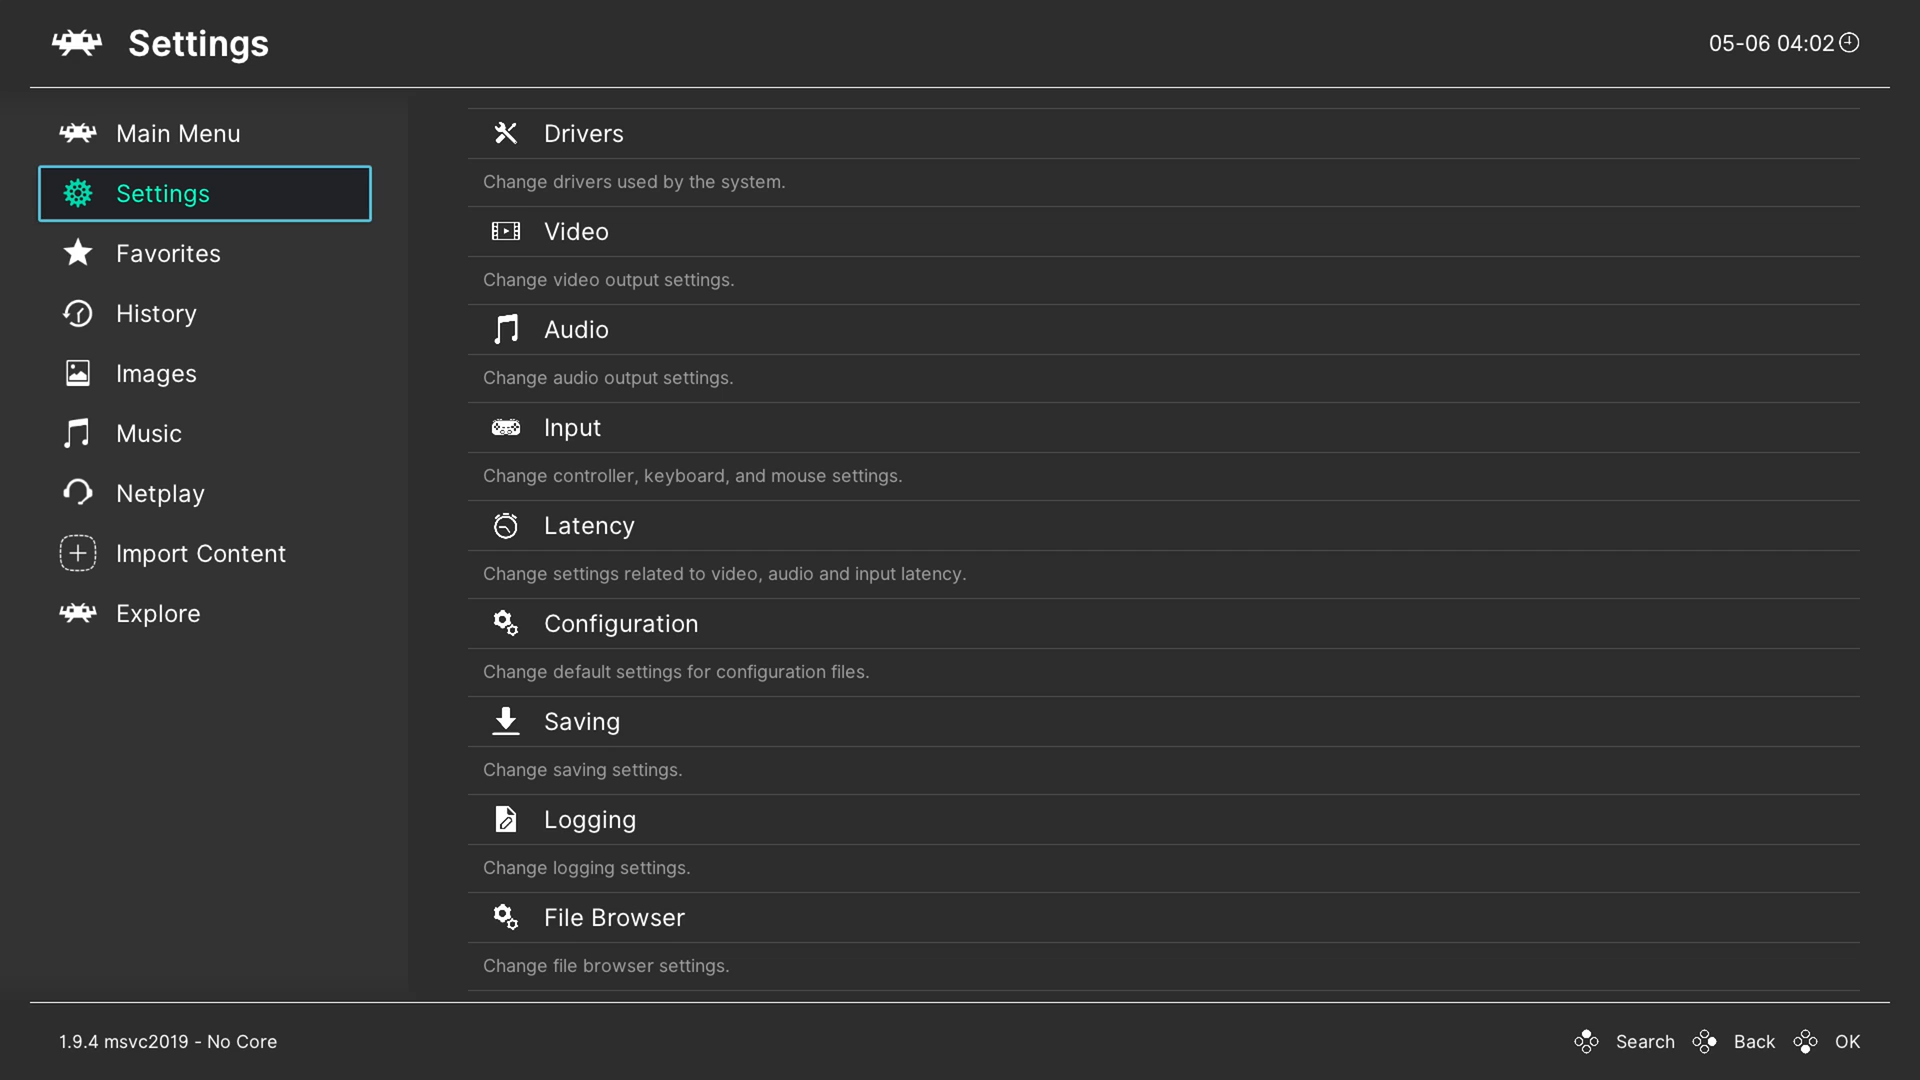 Settings
05-06 04:02
Main Menu
Settings
Favorites
History
Images
Music
Netplay
Import Content
Explore
Drivers
Change drivers used by the system.
Video
Change video output settings.
Audio
Change audio output settings.
Input
Change controller, keyboard, and mouse settings.
Latency
Change settings related to video, audio and input latency.
Configuration
Change default settings for configuration files.
Saving
Change saving settings.
Logging
Change logging settings.
File Browser
Change file browser settings.
1.9.4 msvc2019 - No Core
Search Back OK